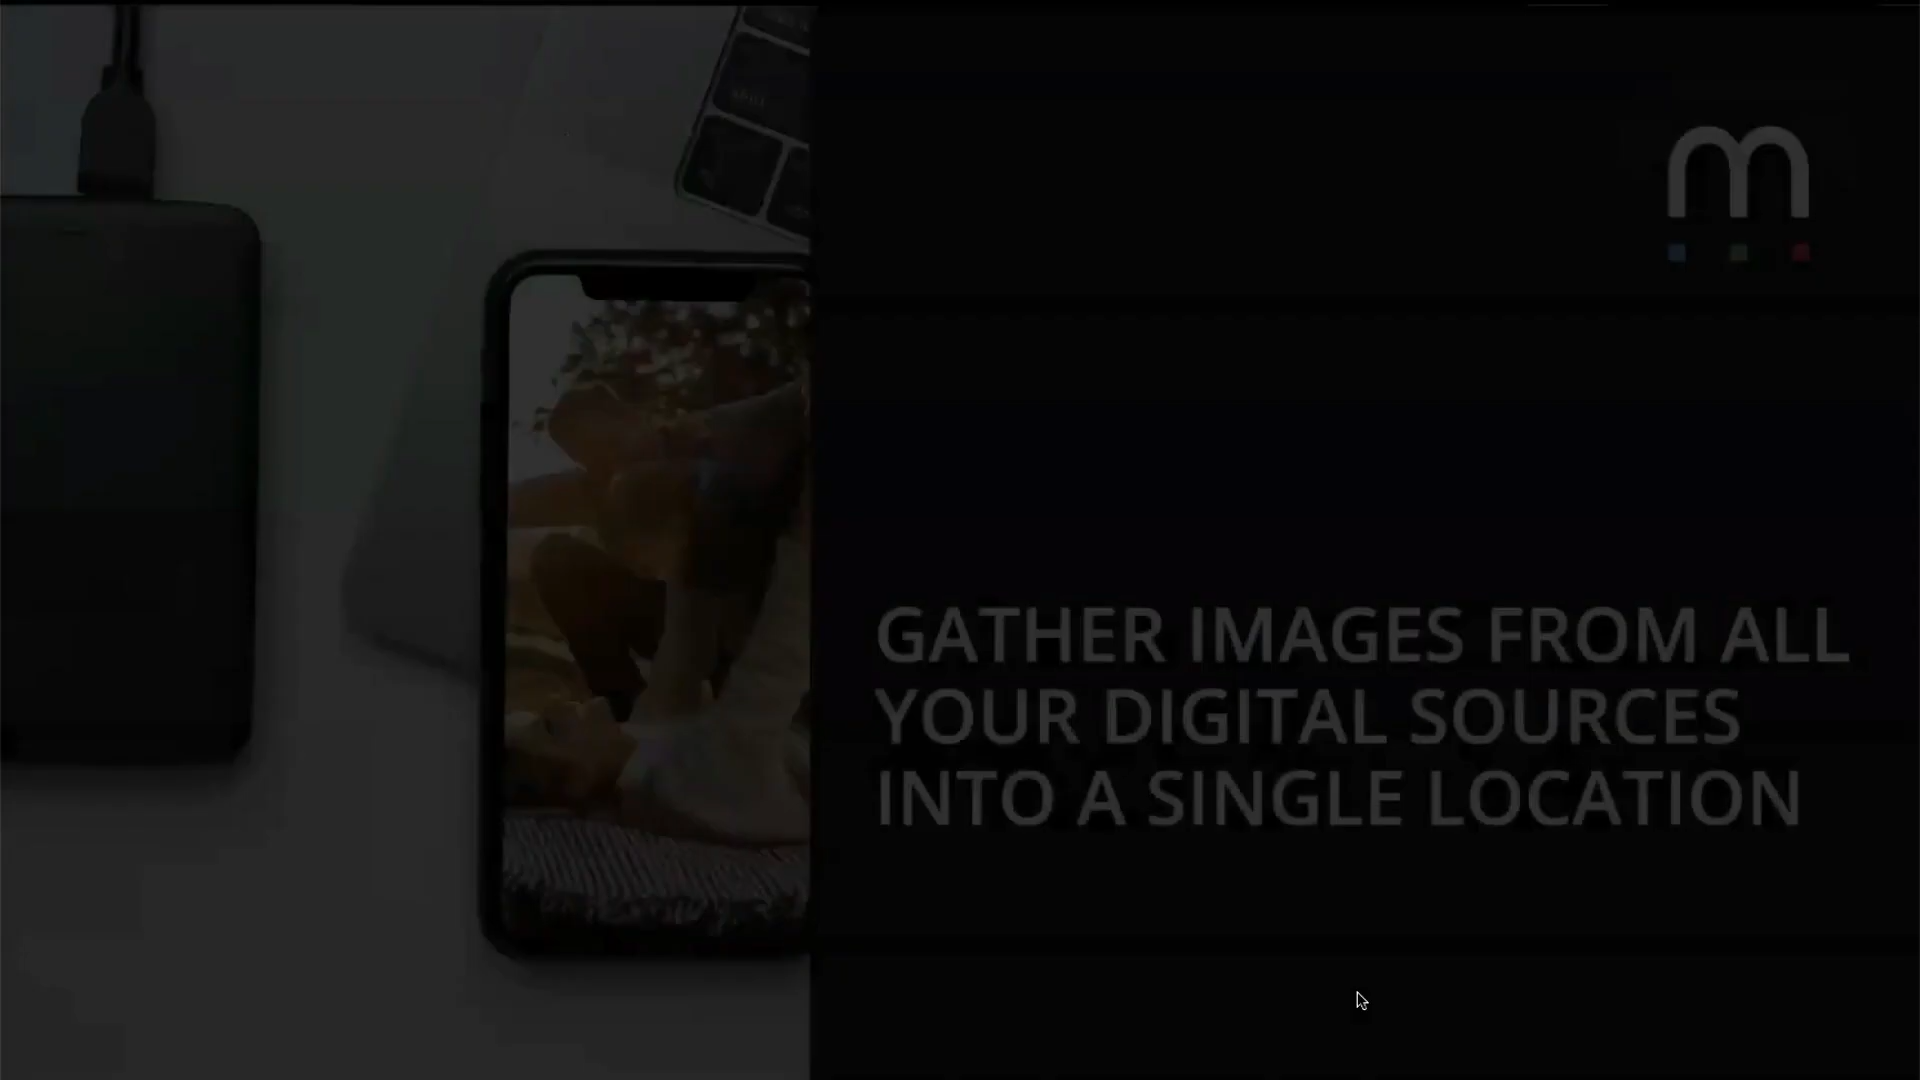 m
GATHER IMAGES FROM ALL
YOUR DIGITAL SOURCES
INTO A SINGLE LOCATION